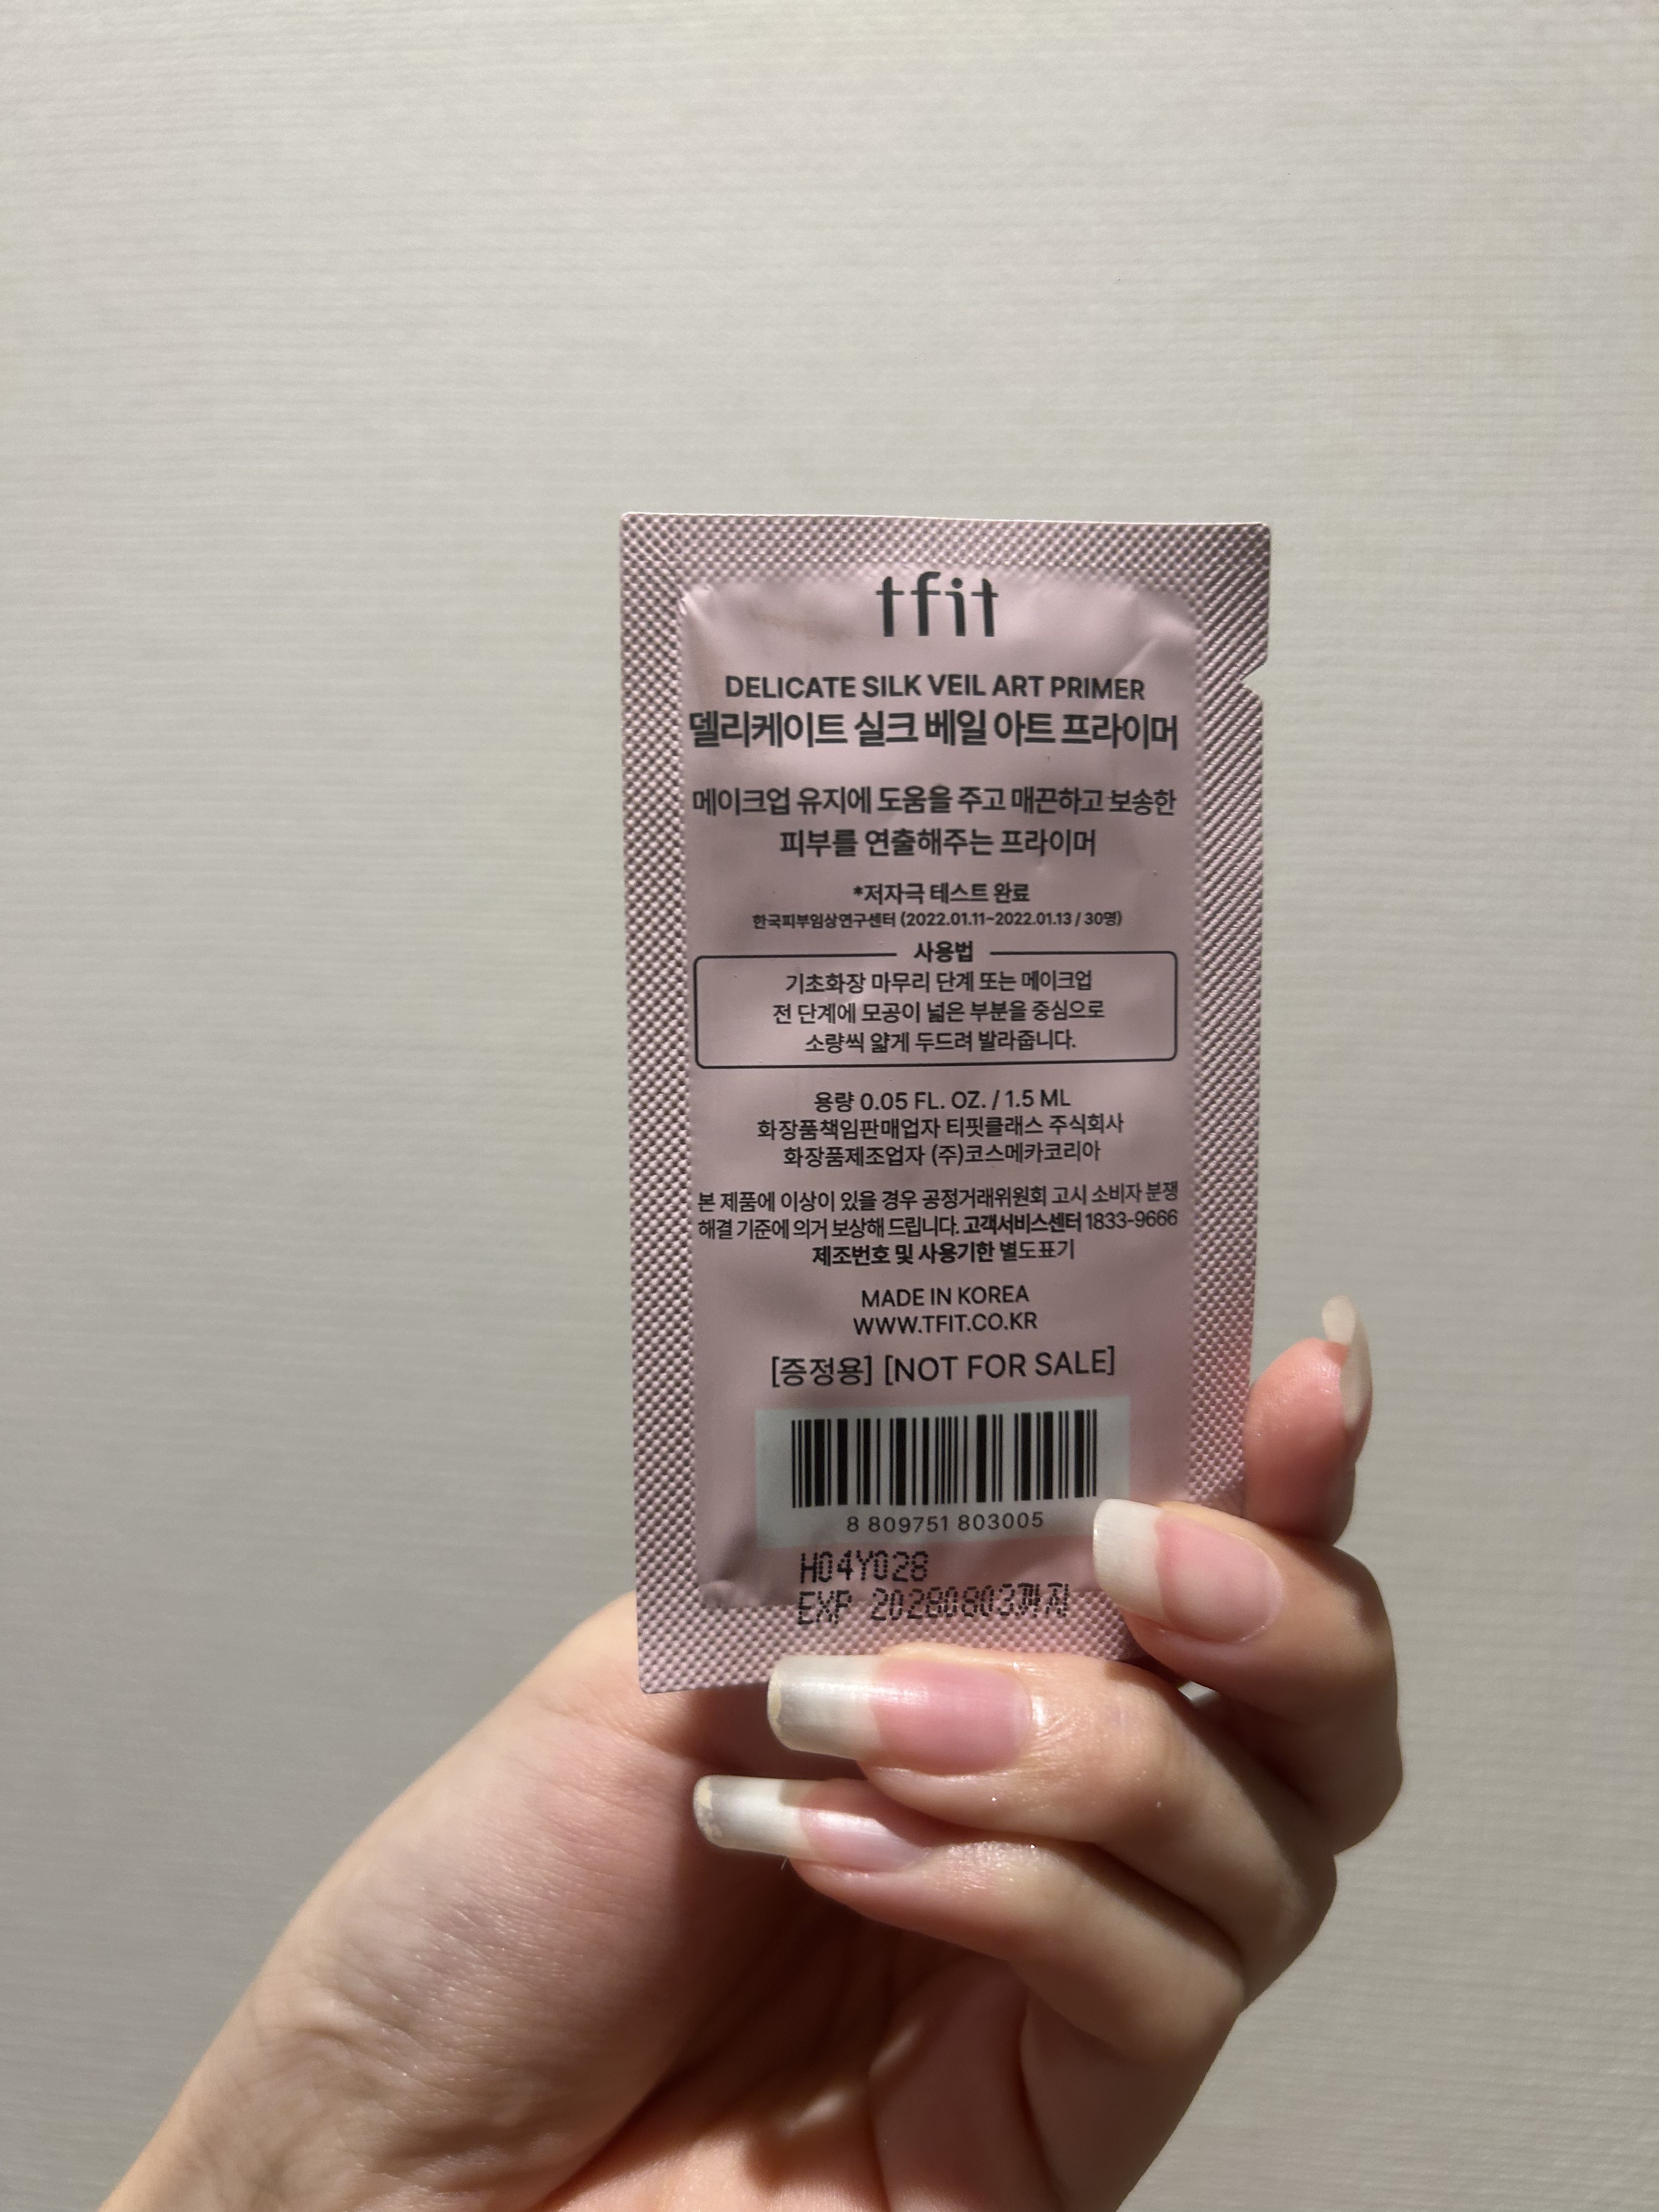 tfit
DELICATE SILK VEIL ART PRIMER
델리케이트 실크 베일 아트 프라이머
메이크업 유지에 도움을 주고 매끈하고 보송한
피부를 연출해주는 프라이머
*저자극 테스트 완료
한국피부임상연구센터 (2022.01.11~2022.01.13 / 30명)
사용법
기초화장 마무리 단계 또는 메이크업
전 단계에 모공이 넓은 부분을 중심으로
소량씩 얇게 두드려 발라줍니다.
용량 0.05 FL. OZ. / 1.5 ML
화장품책임판매업자 티핏클래스 주식회사
화장품제조업자 (주)코스메카코리아
본 제품에 이상이 있을 경우 공정거래위원회 고시 소비자 분쟁
해결 기준에 의거 보상해 드립니다. 고객서비스센터 1833-9666
제조번호 및 사용기한 별도표기
MADE IN KOREA
WWW.TFIT.CO.KR
[증정용] [NOT FOR SALE]
8 809751 803005
H04Y028
EXP 20280803까지